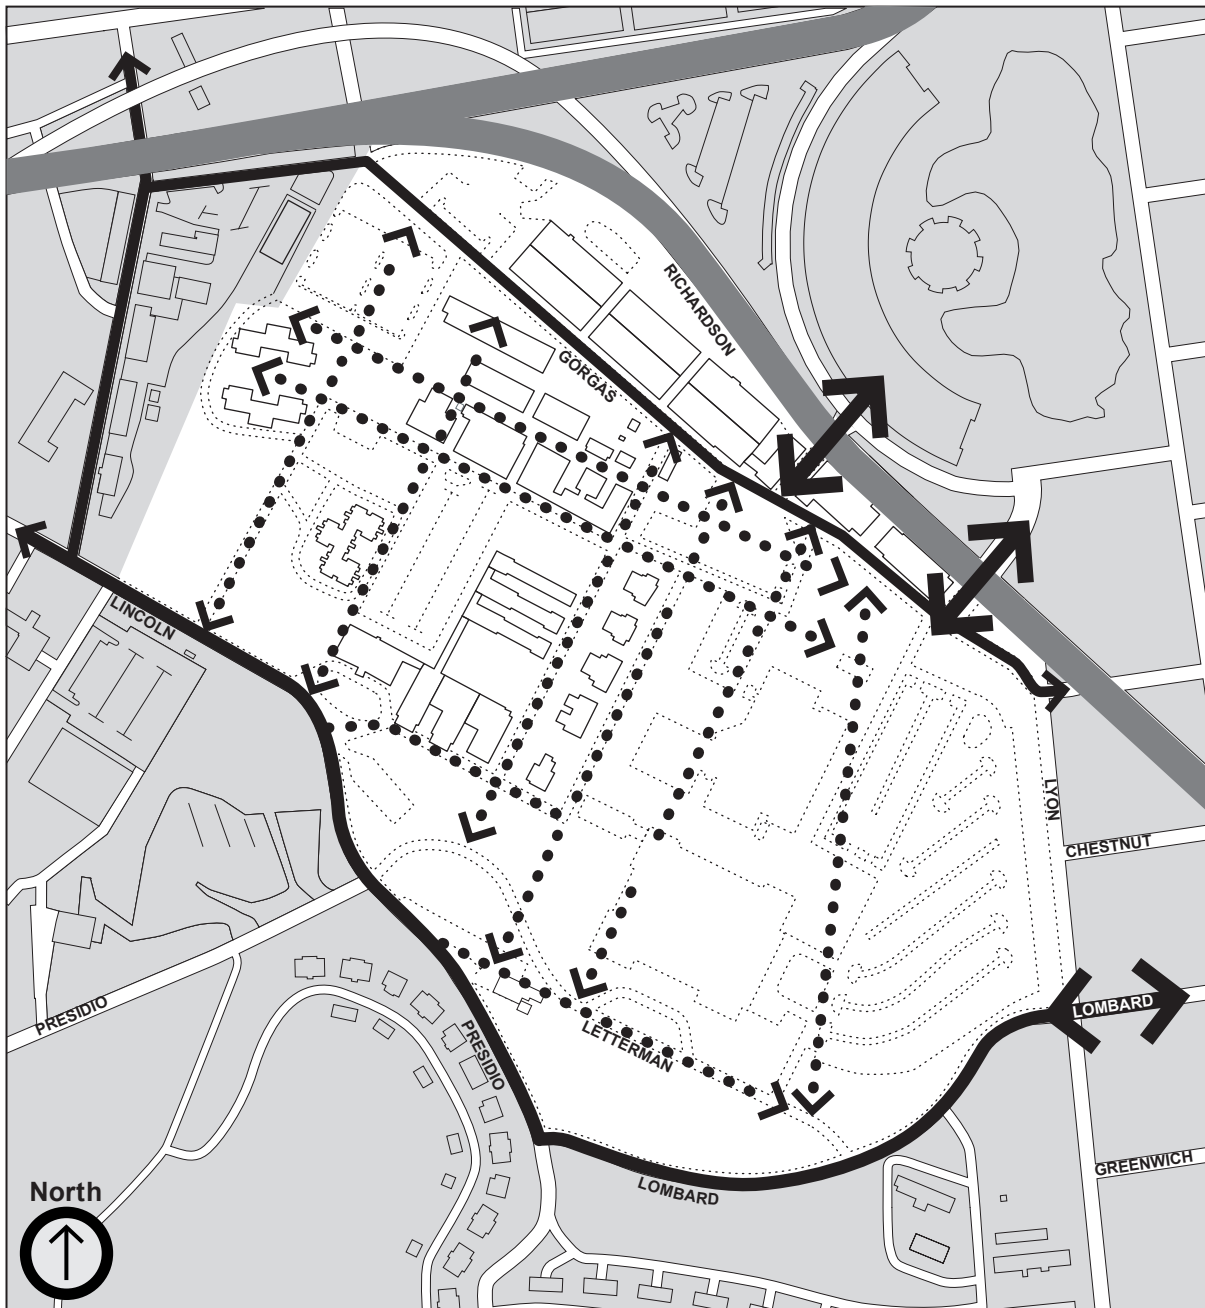 RICHARDSON
GORGAS
LINCOLN
LYON
CHESTNUT
PRESIDIO
LOMBARD
PRESIDIO
LETTERMAN
GREENWICH
LOMBARD
North